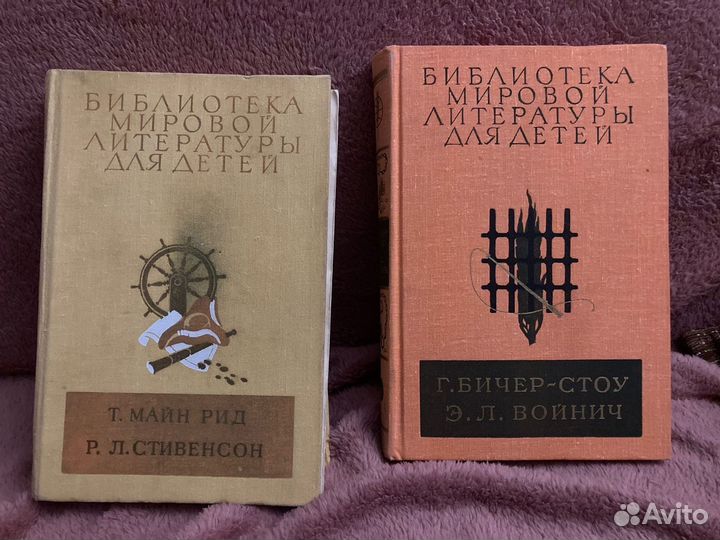 БИБЛИОТЕКА
МИРОВОЙ
ЛИТЕРАТУРЫ
ДЛЯ ДЕТЕЙ
Т. МАЙН РИД
Р. Л. СТИВЕНСОН
БИБЛИОТЕКА
МИРОВОЙ
ЛИТЕРАТУРЫ
ДЛЯ ДЕТЕЙ
Г. БИЧЕР-СТОУ
Э. Л. ВОЙНИЧ
Avito